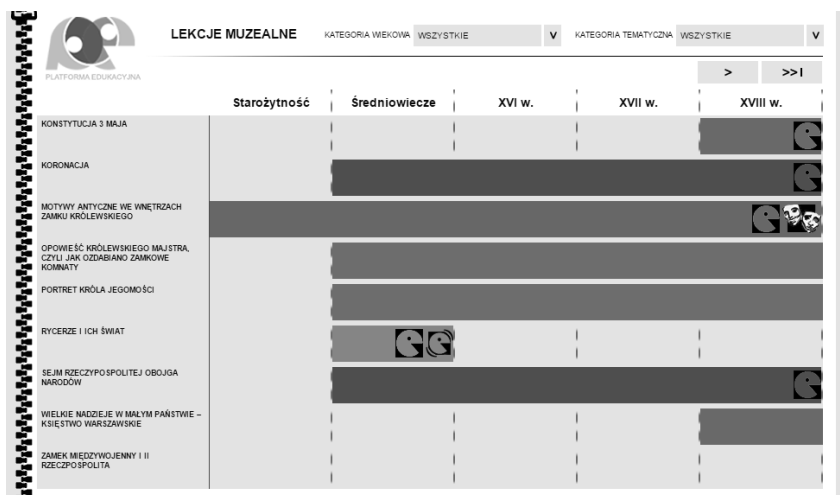 LEKCJE MUZEALNE
KATEGORIA WIEKOWA WSZYSTKIE V
KATEGORIA TEMATYCZNA WSZYSTKIE V
PLATFORMA EDUKACYJNA
> >>I
Starożytność Średniowiecze XVI w. XVII w. XVIII w.
KONSTYTUCJA 3 MAJA
KORONACJA
MOTYWY ANTYCZNE WE WNĘTRZACH
ZAMKU KRÓLEWSKIEGO
OPOWIEŚĆ KRÓLEWSKIEGO MAJSTRA,
CZYLI JAK OZDABIANO ZAMKOWE
KOMNATY
PORTRET KRÓLA JEGOMOŚCI
RYCERZE I ICH ŚWIAT
SEJM RZECZYPOSPOLITEJ OBOJGA
NARODÓW
WIELKIE NADZIEJE W MAŁYM PAŃSTWIE –
KSIĘSTWO WARSZAWSKIE
ZAMEK MIĘDZYWOJENNY I II
RZECZPOSPOLITA